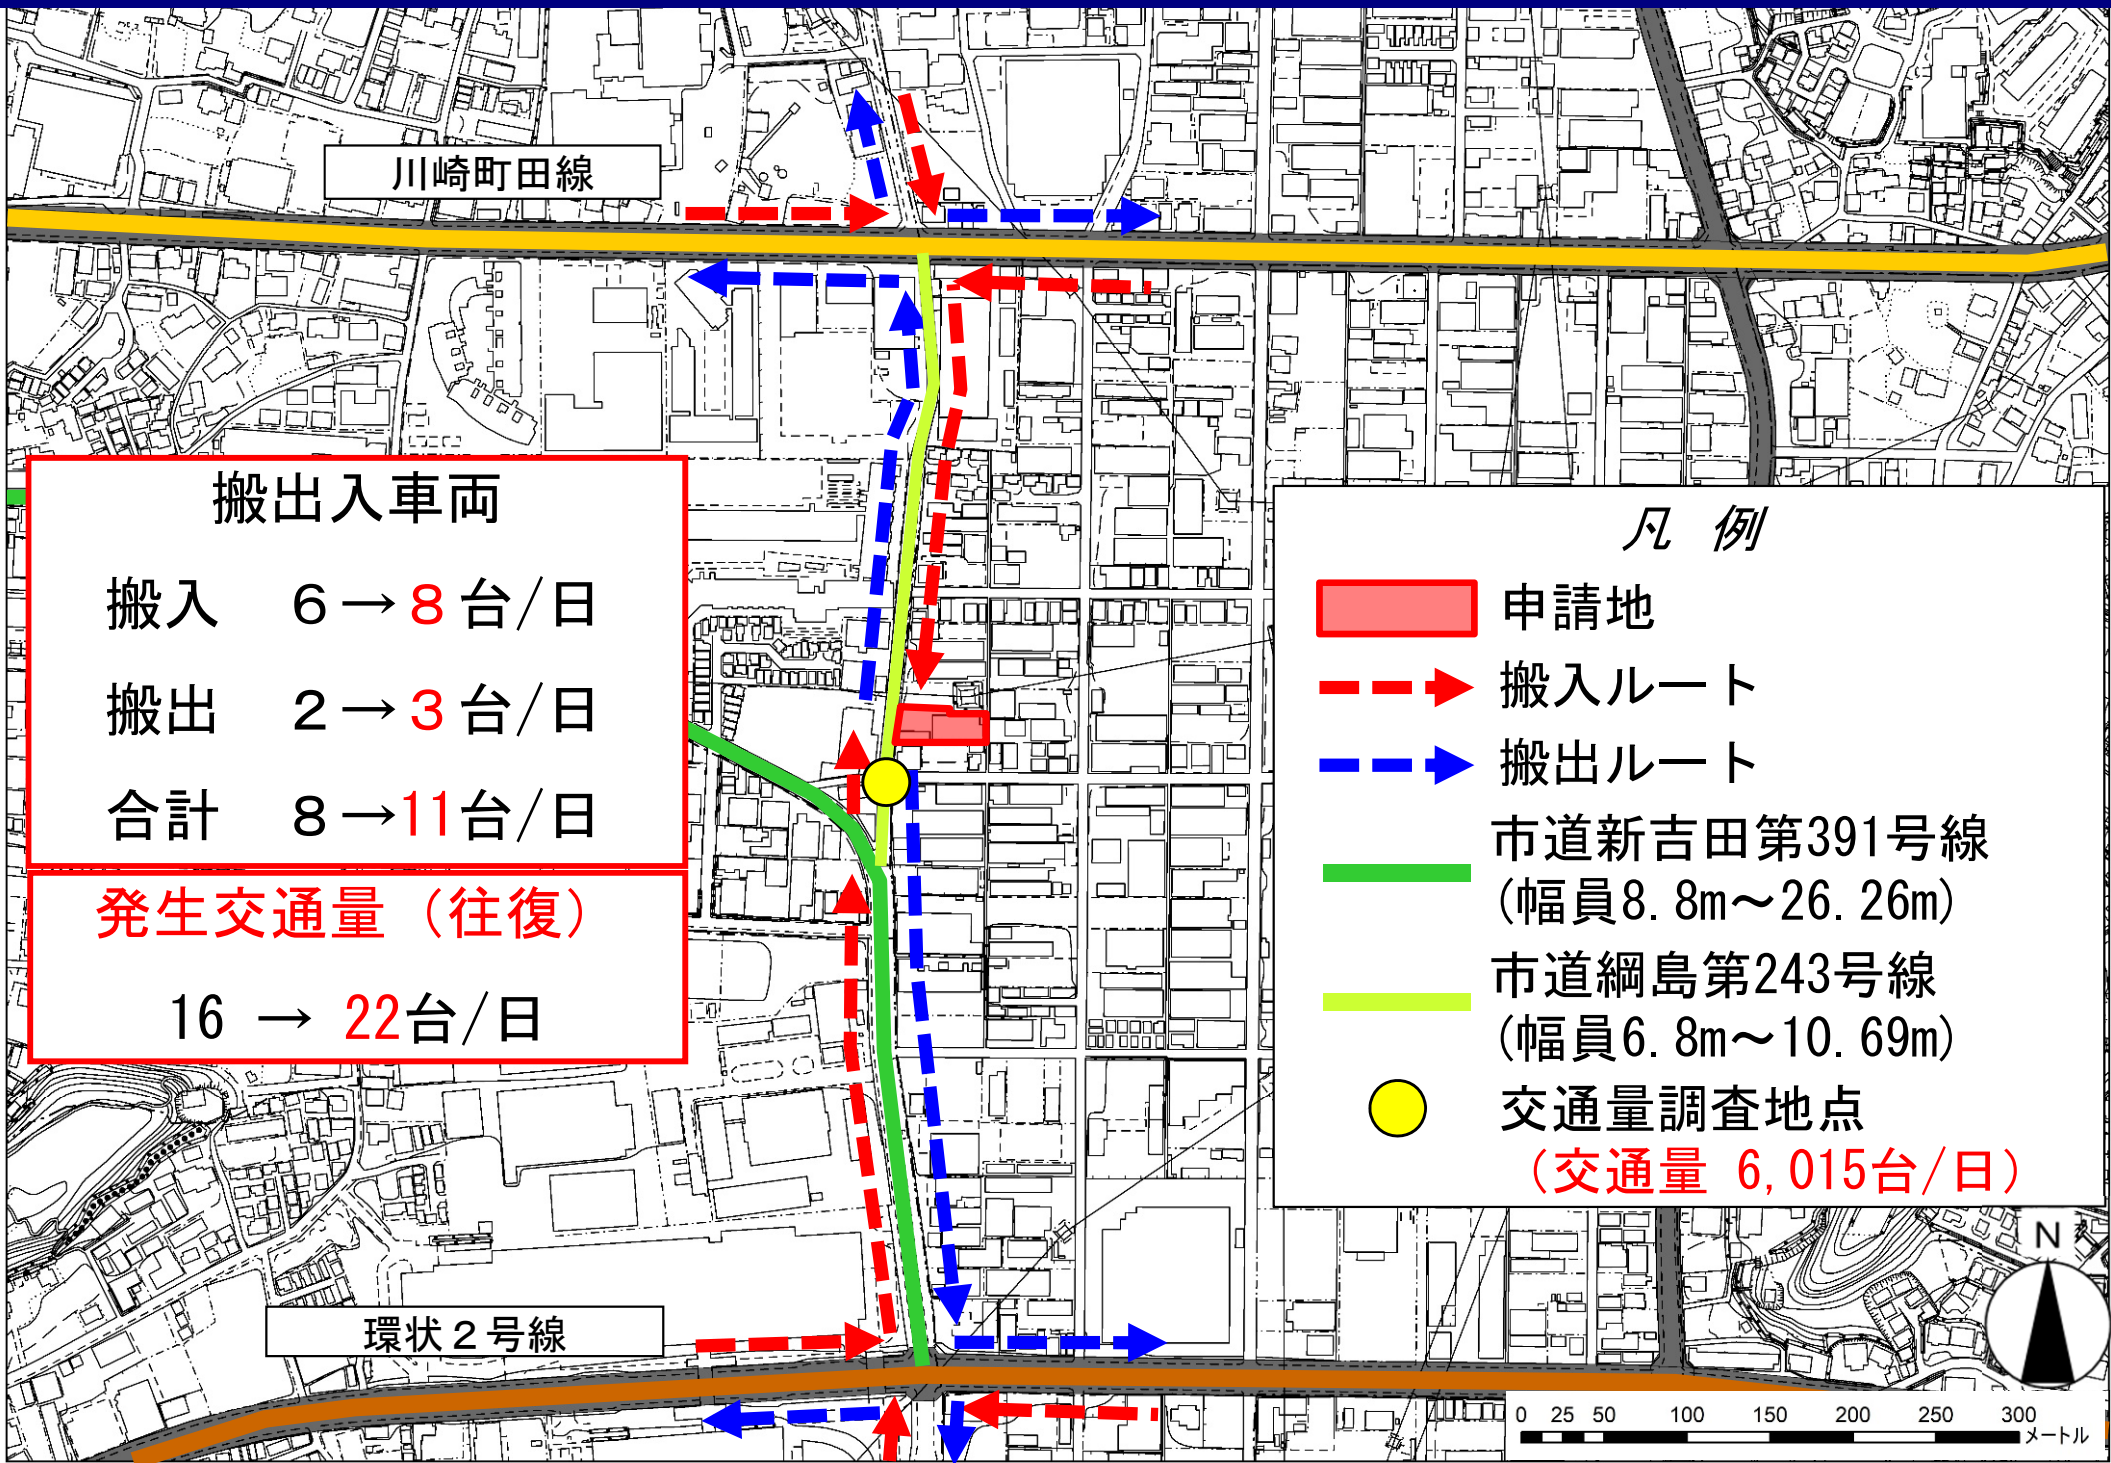 川崎町田線
搬出入車両
搬入 6→8台/日
搬出 2→3台/日
合計 8→11台/日
発生交通量（往復）
16 → 22台/日
凡 例
申請地
搬入ルート
搬出ルート
市道新吉田第391号線
(幅員8.8m～26.26m)
市道綱島第243号線
(幅員6.8m～10.69m)
交通量調査地点
（交通量 6,015台/日）
環状２号線
N
0 25 50 100 150 200 250 300
メートル